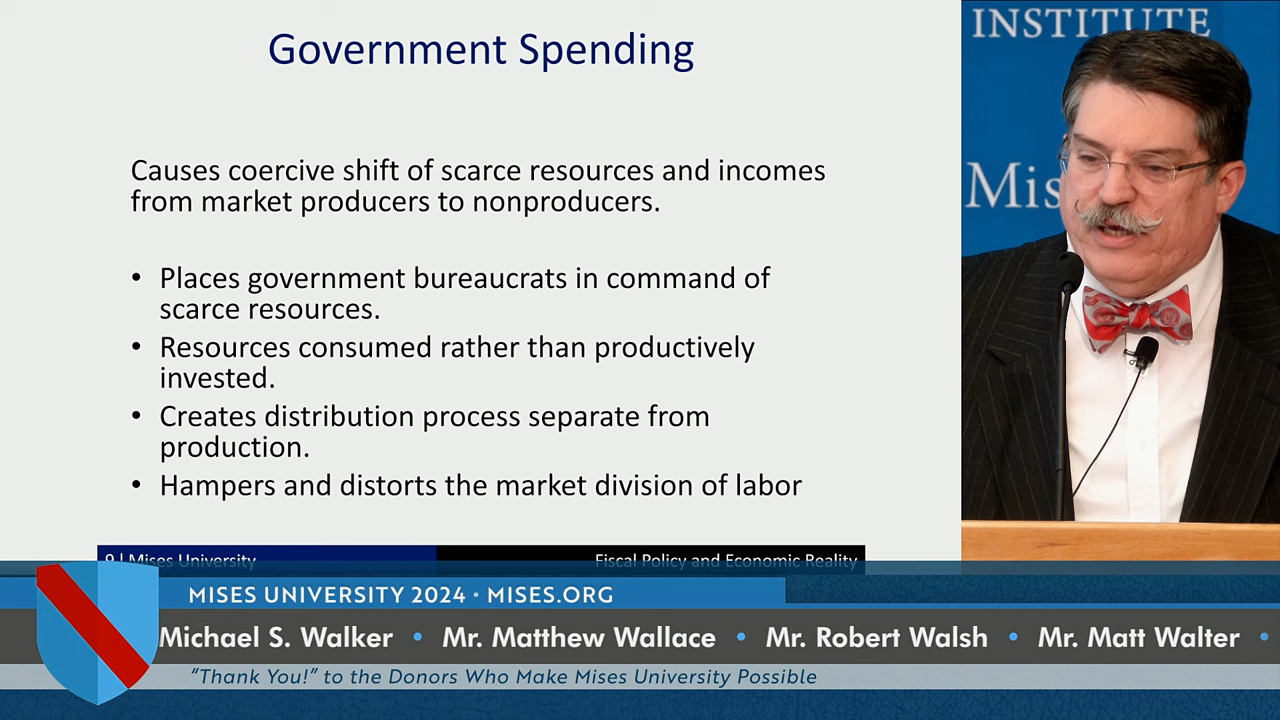 Government Spending
Causes coercive shift of scarce resources and incomes
from market producers to nonproducers.
• Places government bureaucrats in command of
scarce resources.
• Resources consumed rather than productively
invested.
• Creates distribution process separate from
production.
• Hampers and distorts the market division of labor
9 | Mises University
Fiscal Policy and Economic Reality
INSTITUTE
Mis
MISES UNIVERSITY 2024 • MISES.ORG
Michael S. Walker • Mr. Matthew Wallace • Mr. Robert Walsh • Mr. Matt Walter •
“Thank You!” to the Donors Who Make Mises University Possible